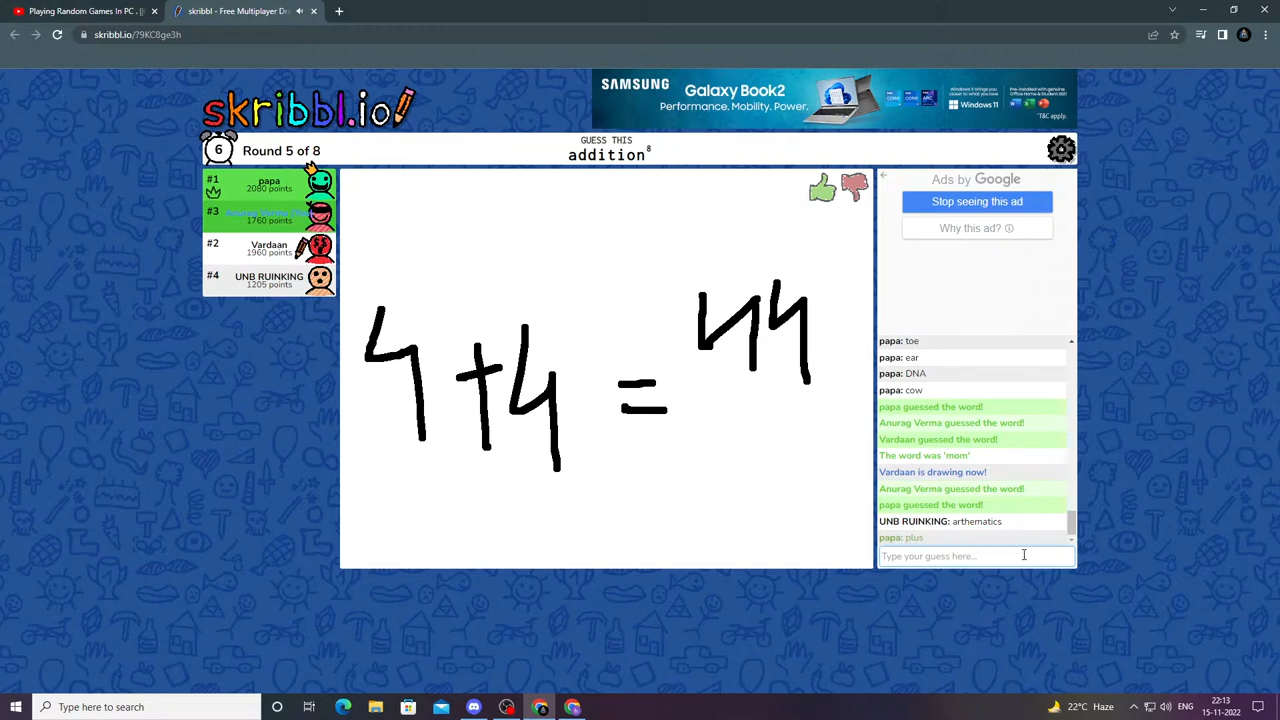 Playing Random Games In PC . ||
skribbl - Free Multiplayer Dr
skribbl.io/?9KC8ge3h
SAMSUNG
Galaxy Book2
Performance. Mobility. Power.
Windows 11
*T&C apply.
skribbl.io
6
Round 5 of 8
GUESS THIS
addition 8
#1
papa
2080 points
#3
1760 points
#2
Vardaan
1960 points
#4
UNB RUINKING
1205 points
4 + 4 = 44
Ads by Google
Stop seeing this ad
Why this ad?
papa: toe
papa: ear
papa: DNA
papa: cow
papa guessed the word!
Anurag Verma guessed the word!
Vardaan guessed the word!
The word was 'mom'
Vardaan is drawing now!
Anurag Verma guessed the word!
papa guessed the word!
UNB RUINKING: arthematics
papa: plus
Type your guess here...
Type here to search
22°C Haze
ENG
22:13
15-11-2022